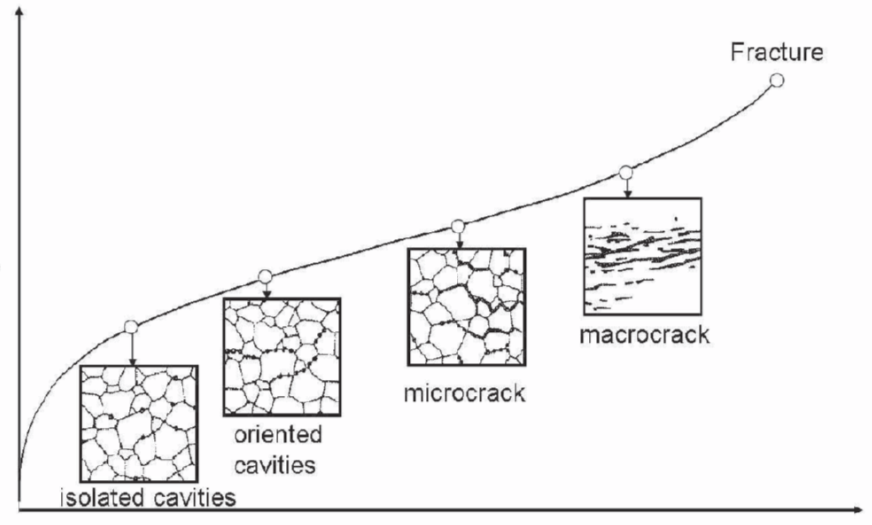 Fracture
macrocrack
microcrack
oriented
cavities
isolated cavities